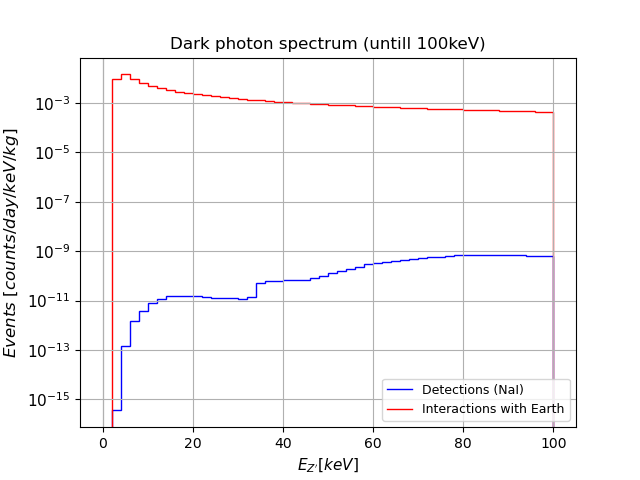 Dark photon spectrum (untill 100keV)
Events [counts/day/keV/kg]
10⁻³
10⁻⁵
10⁻⁷
10⁻⁹
10⁻¹¹
10⁻¹³
10⁻¹⁵
Detections (NaI)
Interactions with Earth
0 20 40 60 80 100
E_{Z'}[keV]